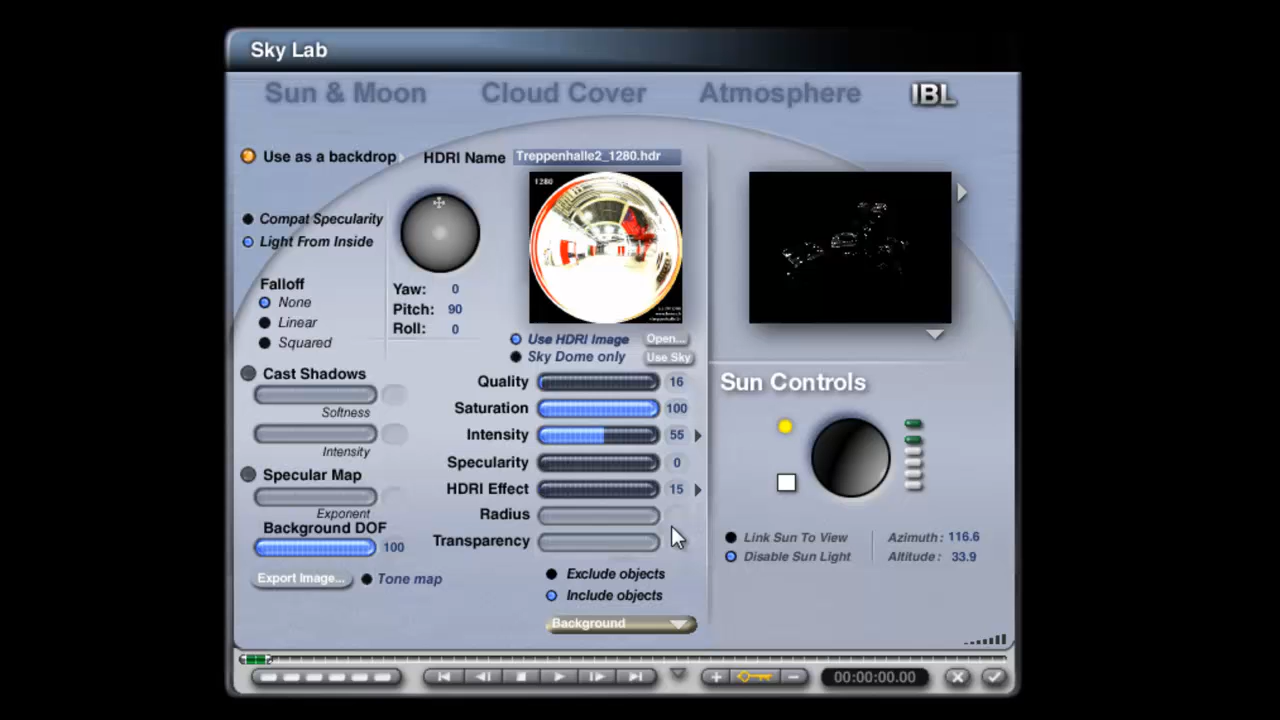 Sky Lab
Sun & Moon
Cloud Cover
Atmosphere
IBL
Use as a backdrop
HDRI Name
Treppenhalle2_1280.hdr
1280
Compat Specularity
Light From Inside
Falloff
None
Linear
Squared
Yaw: 0
Pitch: 90
Roll: 0
Use HDRI Image
Open...
Sky Dome only
Use Sky
Cast Shadows
Softness
Intensity
Specular Map
Exponent
Background DOF
100
Export Image...
Tone map
Quality 16
Saturation 100
Intensity 55
Specularity 0
HDRI Effect 15
Radius
Transparency
Exclude objects
Include objects
Background
Sun Controls
Link Sun To View
Disable Sun Light
Azimuth: 116.6
Altitude: 33.9
00:00:00.00